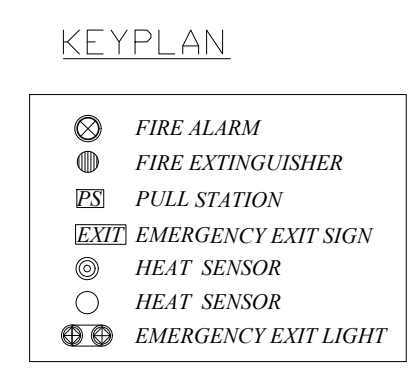 KEYPLAN
FIRE ALARM
FIRE EXTINGUISHER
PS PULL STATION
EXIT EMERGENCY EXIT SIGN
HEAT SENSOR
HEAT SENSOR
EMERGENCY EXIT LIGHT